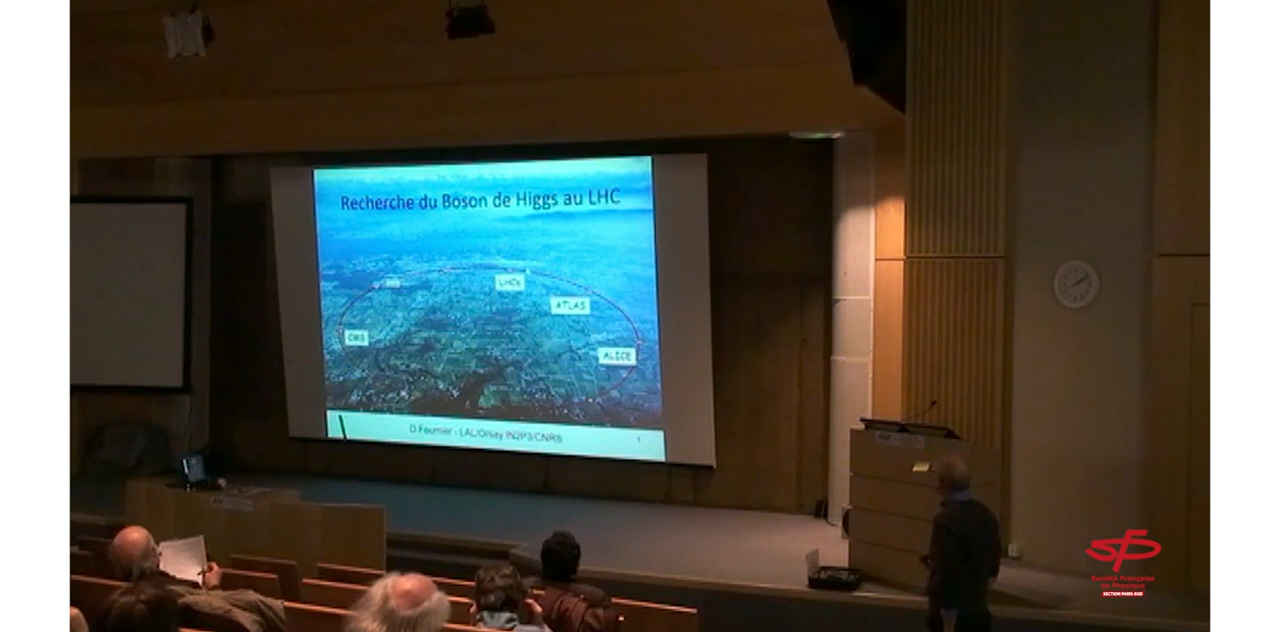 Recherche du Boson de Higgs au LHC
LHCb
ATLAS
CMS
ALICE
D.Fournier - LAL/Orsay IN2P3/CNRS
1
Société Française
de Physique
SECTION PARIS-SUD